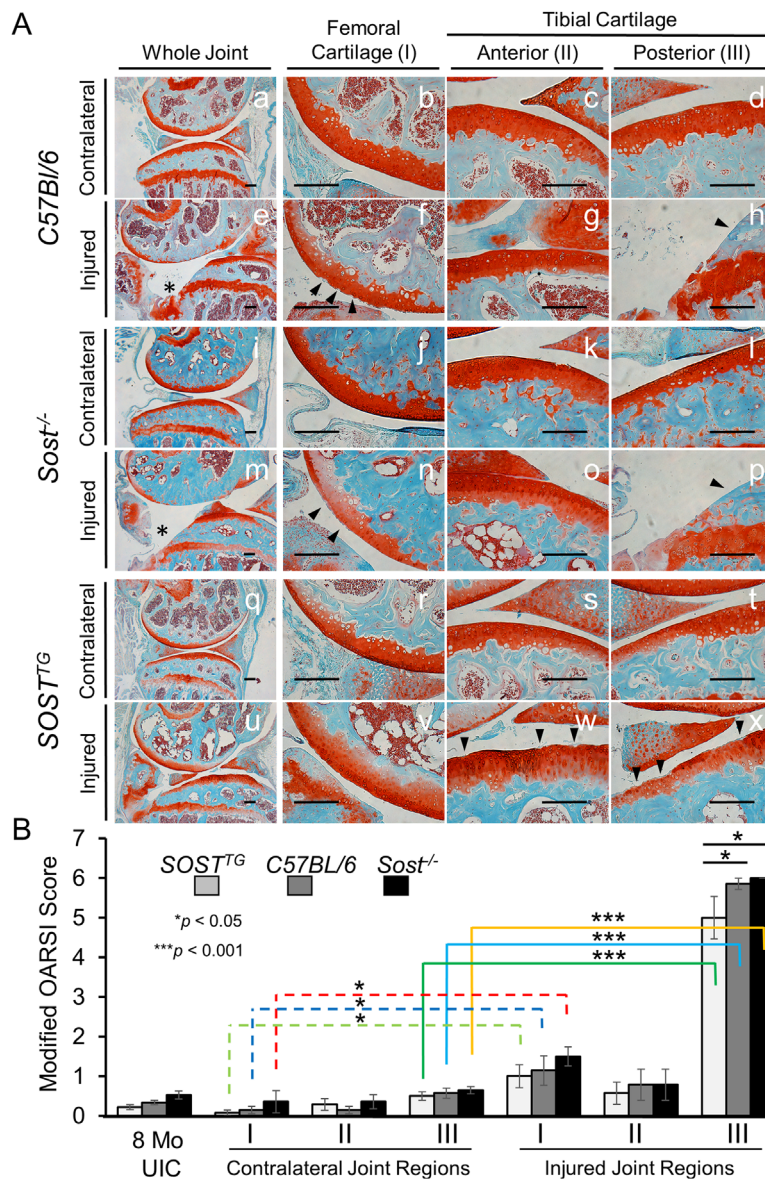 A
Whole Joint
Femoral
Cartilage (I)
Tibial Cartilage
Anterior (II)
Posterior (III)
C57Bl/6
Contralateral
a
b
c
d
Injured
e
f
g
h
*
Sost-/-
Contralateral
i
j
k
l
Injured
m
n
o
p
*
SOSTTG
Contralateral
q
r
s
t
Injured
u
v
w
x
B
Modified OARSI Score
7
6
5
4
3
2
1
0
SOSTTG C57BL/6 Sost-/-
*p < 0.05
***p < 0.001
*
*
***
***
***
*
*
*
8 Mo
UIC
I II III I II III
Contralateral Joint Regions Injured Joint Regions